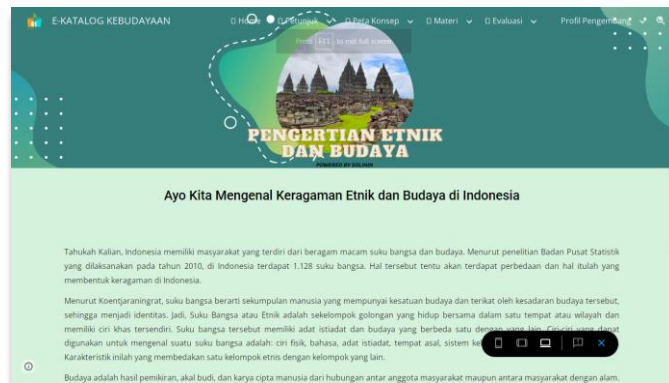 E-KATALOG KEBUDAYAAN
Home
Petunjuk
Peta Konsep
Materi
Evaluasi
Profil Pengembang
Press F11 to exit full screen
PENGERTIAN ETNIK
DAN BUDAYA
POWERED BY SOLIHUN
Ayo Kita Mengenal Keragaman Etnik dan Budaya di Indonesia
Tahukah Kalian, Indonesia memiliki masyarakat yang terdiri dari beragam macam suku bangsa dan budaya. Menurut penelitian Badan Pusat Statistik
yang dilaksanakan pada tahun 2010, di Indonesia terdapat 1.128 suku bangsa. Hal tersebut tentu akan terdapat perbedaan dan hal itulah yang
membentuk keragaman di Indonesia.
Menurut Koentjaraningrat, suku bangsa berarti sekumpulan manusia yang mempunyai kesatuan budaya dan terikat oleh kesadaran budaya tersebut,
sehingga menjadi identitas. Jadi, Suku Bangsa atau Etnik adalah sekelompok golongan yang hidup bersama dalam satu tempat atau wilayah dan
memiliki ciri khas tersendiri. Suku bangsa tersebut memiliki adat istiadat dan budaya yang berbeda satu dengan yang lain. Ciri-ciri yang dapat
digunakan untuk mengenal suatu suku bangsa adalah: ciri fisik, bahasa, adat istiadat, tempat asal, sistem
Karakteristik inilah yang membedakan satu kelompok etnis dengan kelompok yang lain.
Budaya adalah hasil pemikiran, akal budi, dan karya cipta manusia dari hubungan antar anggota masyarakat maupun antara masyarakat dengan alam.